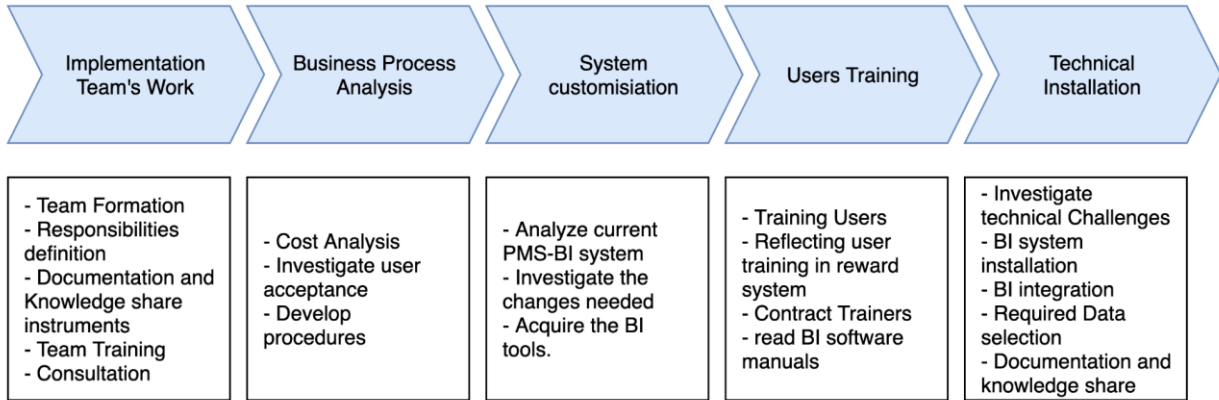 Implementation
Team's Work
Business Process
Analysis
System
customisiation
Users Training
Technical
Installation
- Team Formation
- Responsibilities
definition
- Documentation and
Knowledge share
instruments
- Team Training
- Consultation
- Cost Analysis
- Investigate user
acceptance
- Develop
procedures
- Analyze current
PMS-BI system
- Investigate the
changes needed
- Acquire the BI
tools.
- Training Users
- Reflecting user
training in reward
system
- Contract Trainers
- read BI software
manuals
- Investigate
technical Challenges
- BI system
installation
- BI integration
- Required Data
selection
- Documentation and
knowledge share